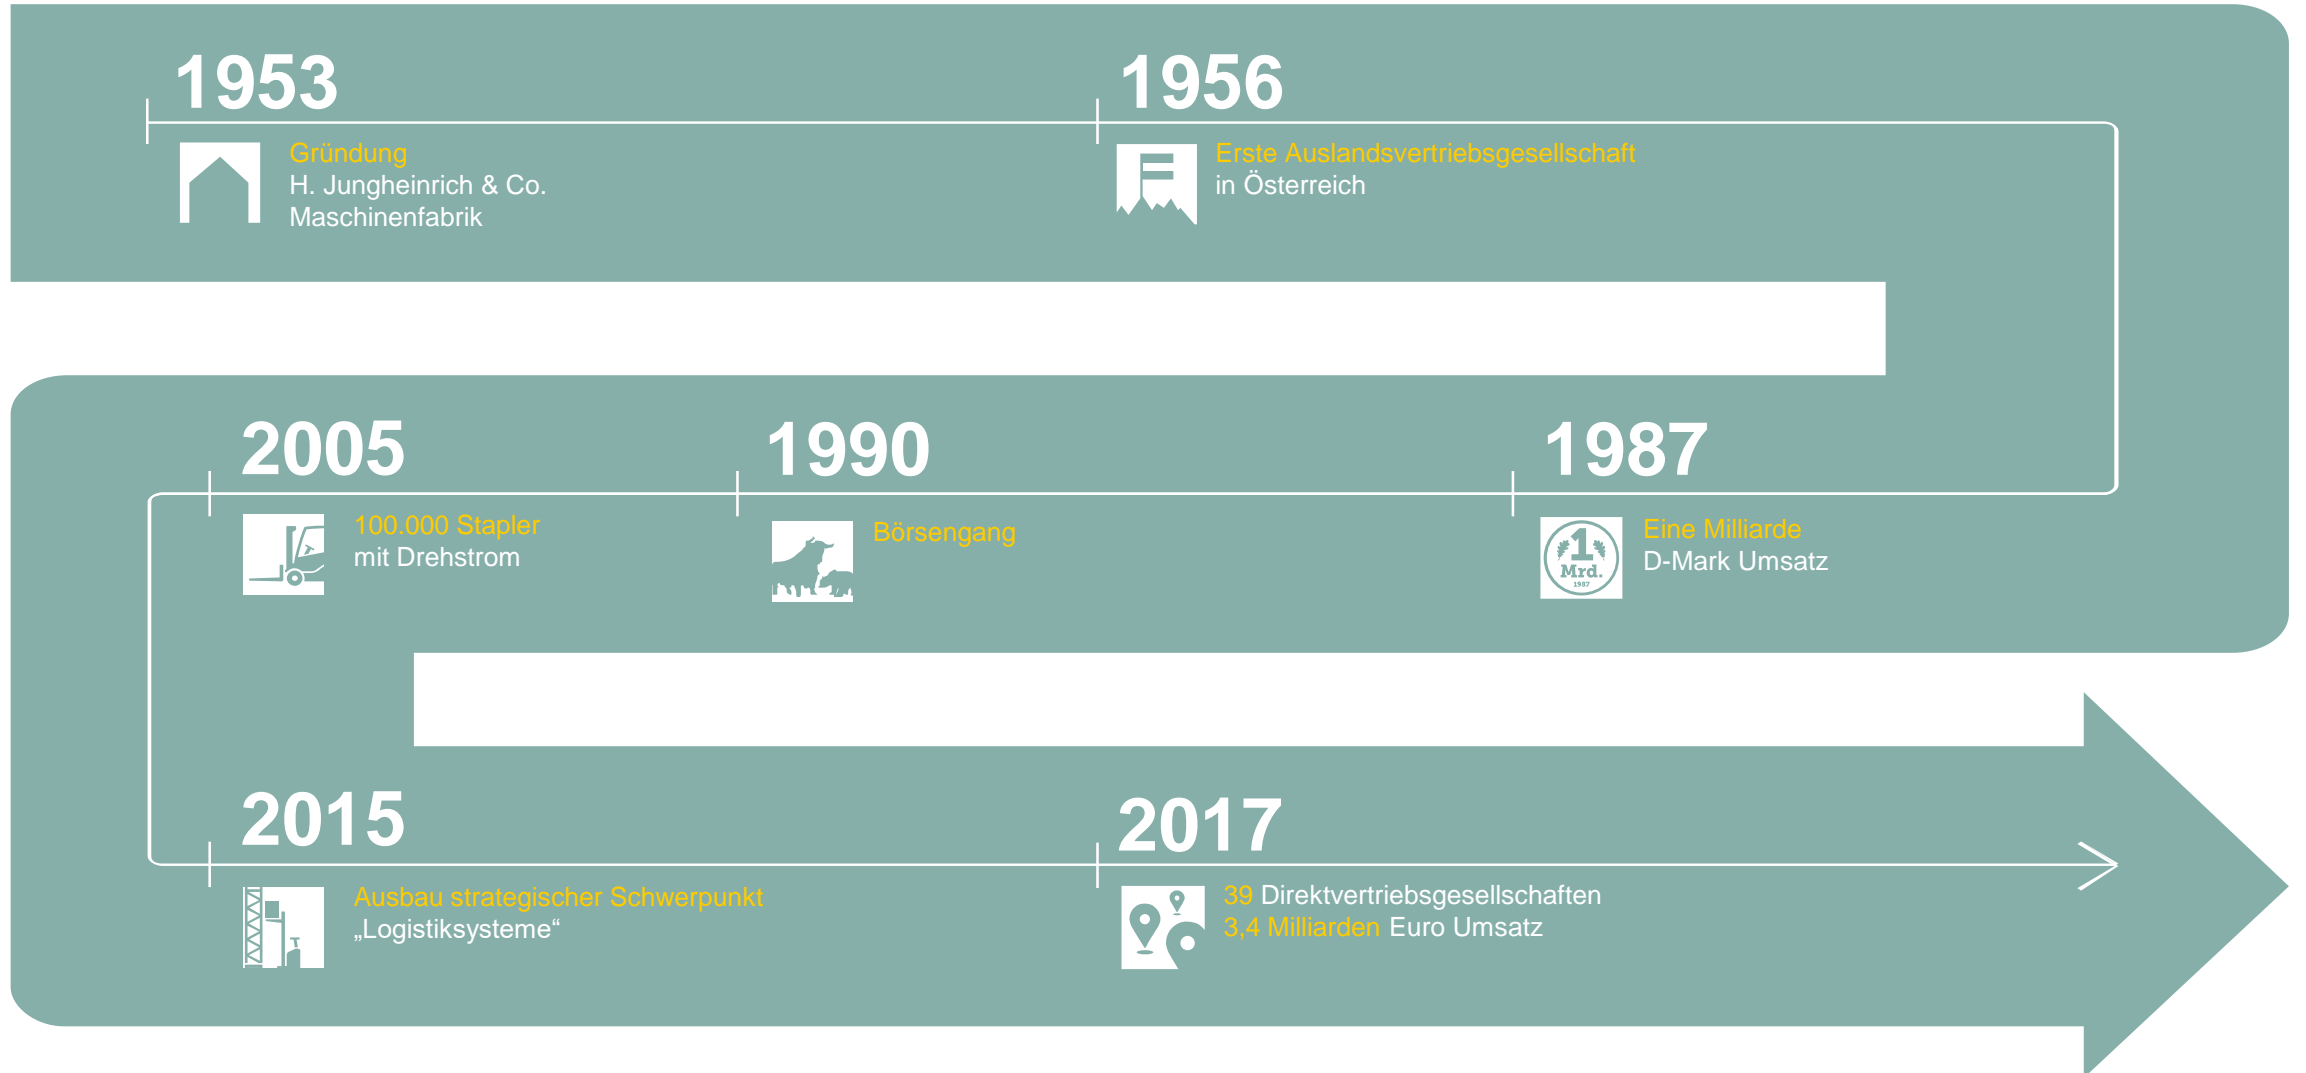 1953
Gründung
H. Jungheinrich & Co.
Maschinenfabrik
1956
Erste Auslandsvertriebsgesellschaft
in Österreich
1987
1
Mrd.
1987
Eine Milliarde
D-Mark Umsatz
1990
Börsengang
2005
100.000 Stapler
mit Drehstrom
2015
Ausbau strategischer Schwerpunkt
„Logistiksysteme“
2017
39 Direktvertriebsgesellschaften
3,4 Milliarden Euro Umsatz